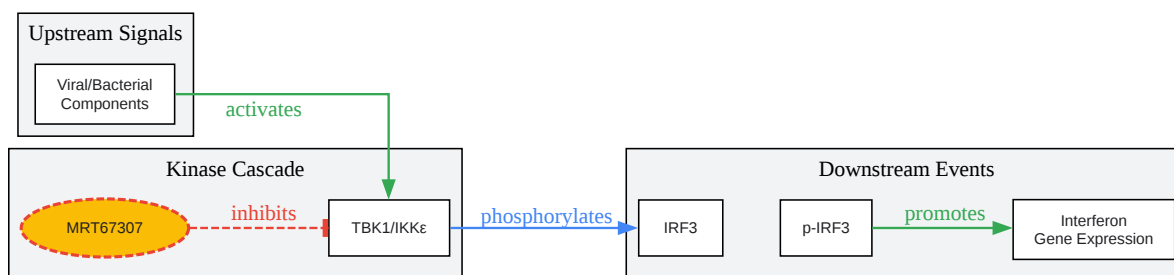 Upstream Signals
Viral/Bacterial
Components
activates
Kinase Cascade
MRT67307
inhibits
TBK1/IKKε
phosphorylates
Downstream Events
IRF3
p-IRF3
promotes
Interferon
Gene Expression